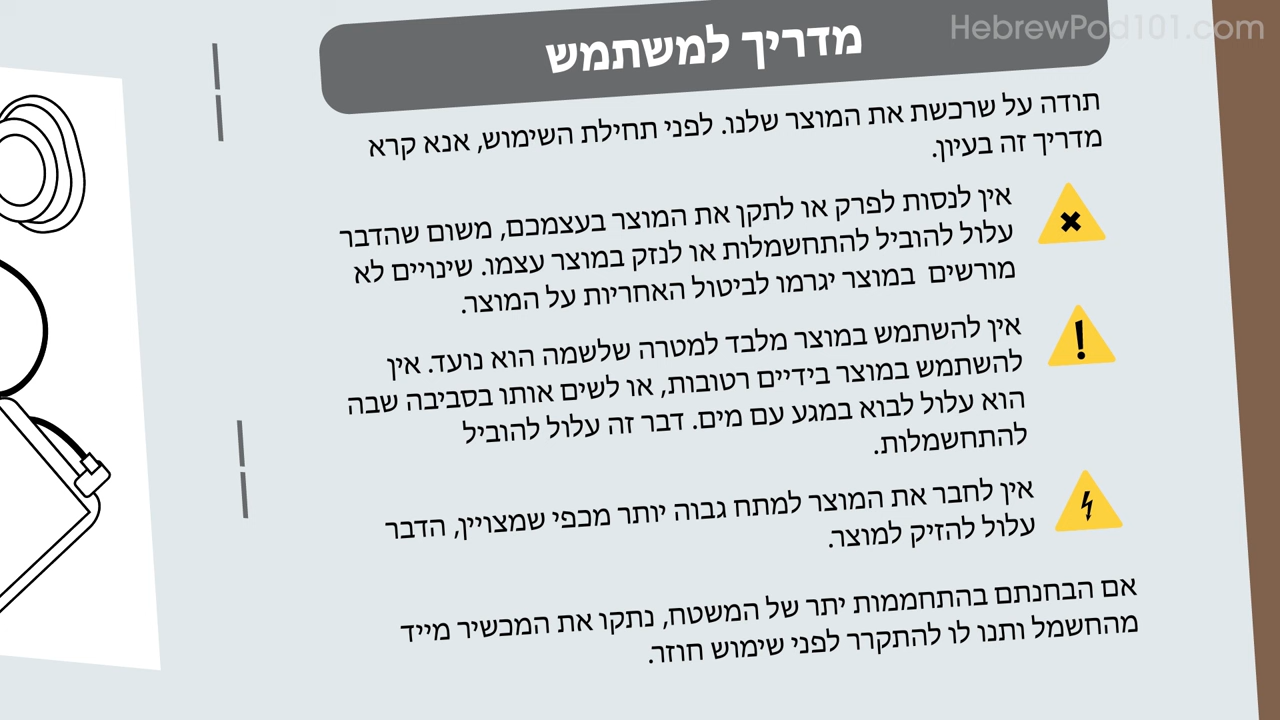 HebrewPod101.com
מדריך למשתמש
תודה על שרכשת את המוצר שלנו. לפני תחילת השימוש, אנא קרא
מדריך זה בעיון.
אין לנסות לפרק או לתקן את המוצר בעצמכם, משום שהדבר
עלול להוביל להתחשמלות או לנזק במוצר עצמו. שינויים לא
מורשים במוצר יגרמו לביטול האחריות על המוצר.
אין להשתמש במוצר מלבד למטרה שלשמה הוא נועד. אין
להשתמש במוצר בידיים רטובות, או לשים אותו בסביבה שבה
הוא עלול לבוא במגע עם מים. דבר זה עלול להוביל
להתחשמלות.
אין לחבר את המוצר למתח גבוה יותר מכפי שמצויין, הדבר
עלול להזיק למוצר.
אם הבחנתם בהתחממות יתר של המשטח, נתקו את המכשיר מייד
מהחשמל ותנו לו להתקרר לפני שימוש חוזר.